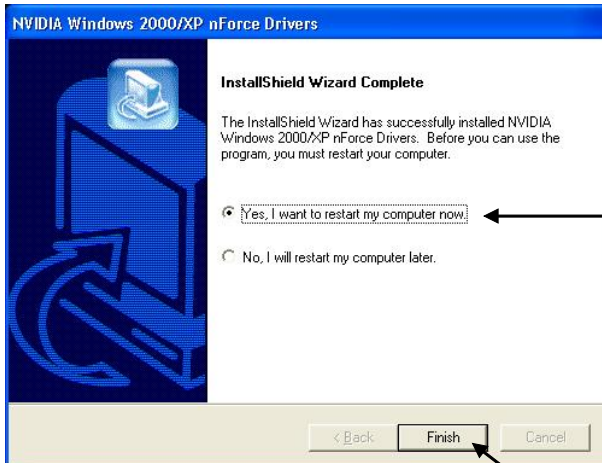 NVIDIA Windows 2000/XP nForce Drivers
InstallShield Wizard Complete
The InstallShield Wizard has successfully installed NVIDIA
Windows 2000/XP nForce Drivers. Before you can use the
program, you must restart your computer.
Yes, I want to restart my computer now.
No, I will restart my computer later.
< Back
Finish
Cancel